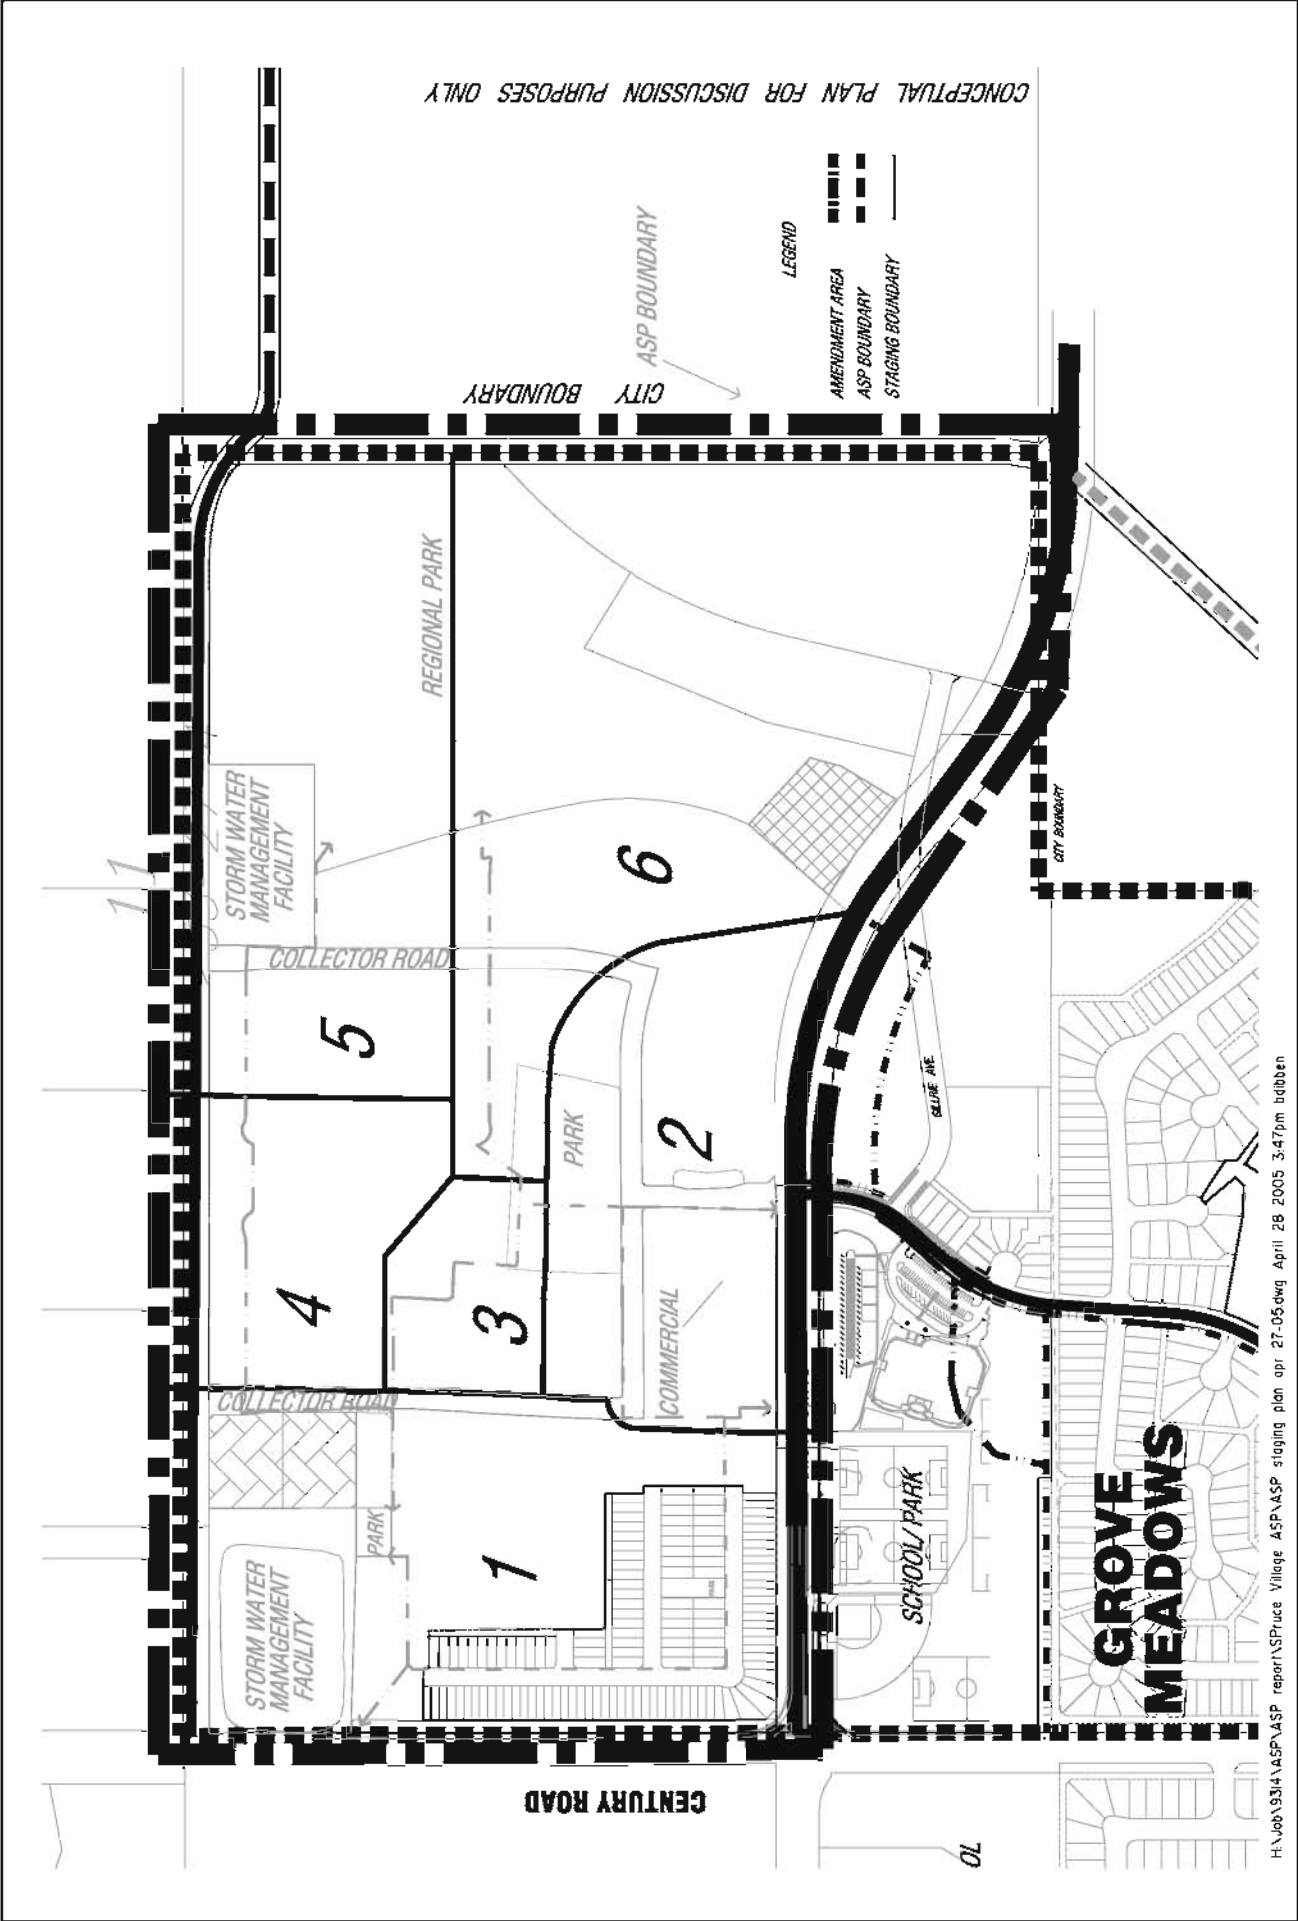 CONCEPTUAL PLAN FOR DISCUSSION PURPOSES ONLY
LEGEND
AMENDMENT AREA
ASP BOUNDARY
STAGING BOUNDARY
ASP BOUNDARY
CITY BOUNDARY
REGIONAL PARK
STORM WATER
MANAGEMENT
FACILITY
COLLECTOR ROAD
6
5
CITY BOUNDARY
PARK
2
GILLRIE AVE.
4
3
COMMERCIAL
COLLECTOR ROAD
PARK
1
PARK
STORM WATER
MANAGEMENT
FACILITY
SCHOOL/ PARK
GROVE
MEADOWS
CENTURY ROAD
OL
H:\Job\9314\ASP\ASP report\SPruce Village ASP\ASP staging plan apr 27-05.dwg April 28 2005 3:47pm bdibben